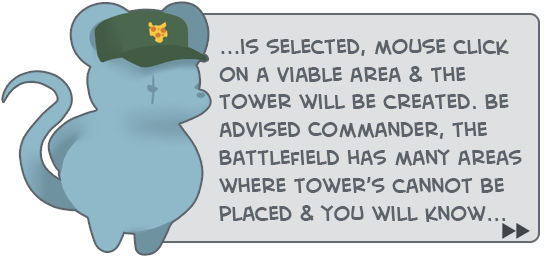 ...IS SELECTED, MOUSE CLICK
ON A VIABLE AREA & THE
TOWER WILL BE CREATED. BE
ADVISED COMMANDER, THE
BATTLEFIELD HAS MANY AREAS
WHERE TOWER'S CANNOT BE
PLACED & YOU WILL KNOW...